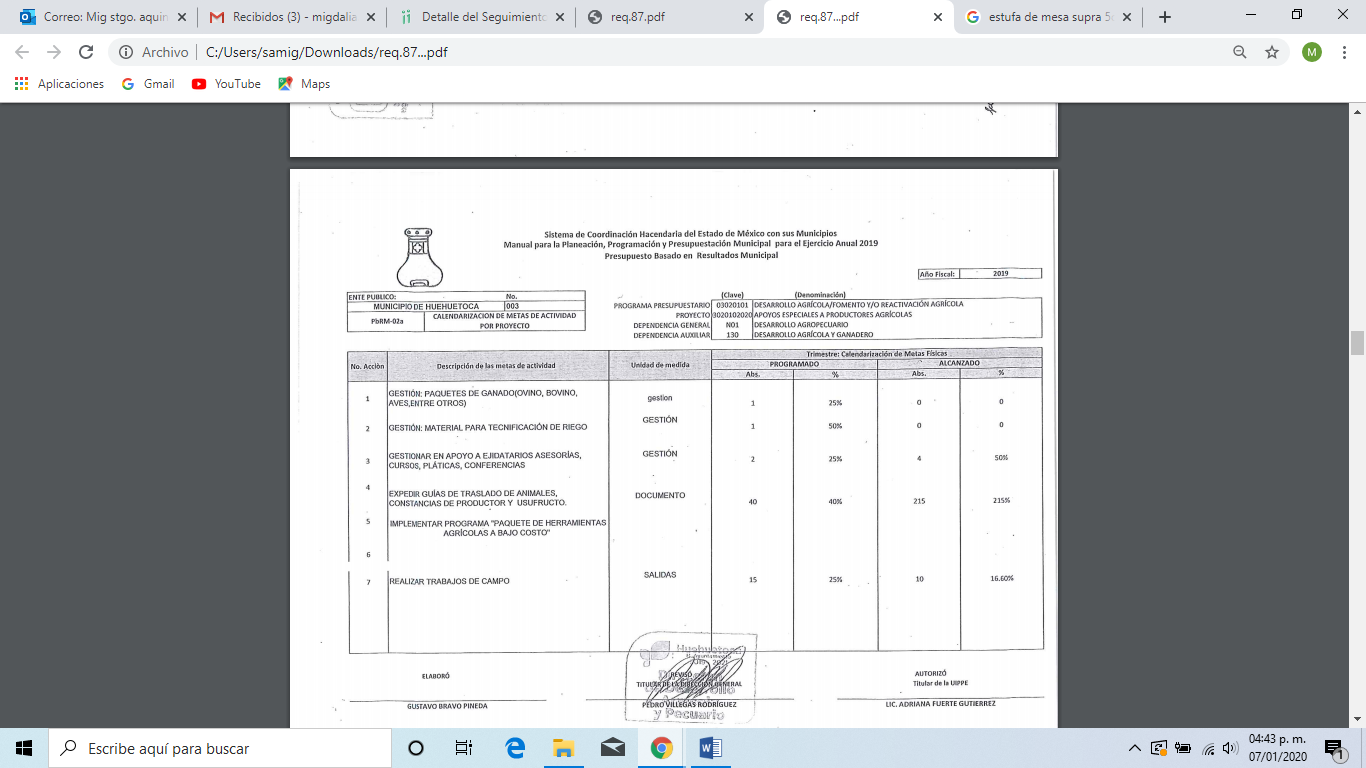 Correo: Mig stgo. aquin
Recibidos (3) - migdalia
Detalle del Seguimiento
req.87.pdf
req.87...pdf
estufa de mesa supra 5
Archivo
C:/Users/samig/Downloads/req.87...pdf
M
Aplicaciones
Gmail
YouTube
Maps
Sistema de Coordinación Hacendaria del Estado de México con sus Municipios
Manual para la Planeación, Programación y Presupuestación Municipal para el Ejercicio Anual 2019
Presupuesto Basado en Resultados Municipal
Año Fiscal: 2019
ENTE PUBLICO: No.
MUNICIPIO DE HUEHUETOCA 003
PbRM-02a
CALENDARIZACION DE METAS DE ACTIVIDAD
POR PROYECTO
(Clave) (Denominación)
PROGRAMA PRESUPUESTARIO 03020101 DESARROLLO AGRÍCOLA/FOMENTO Y/O REACTIVACIÓN AGRÍCOLA
PROYECTO 3020102020 APOYOS ESPECIALES A PRODUCTORES AGRÍCOLAS
DEPENDENCIA GENERAL N01 DESARROLLO AGROPECUARIO
DEPENDENCIA AUXILIAR 130 DESARROLLO AGRÍCOLA Y GANADERO
No. Acción Descripción de las metas de actividad Unidad de medida
Trimestre: Calendarización de Metas Físicas
PROGRAMADO ALCANZADO
Abs. % Abs. %
1 GESTIÓN: PAQUETES DE GANADO(OVINO, BOVINO,
AVES,ENTRE OTROS) gestion 1 25% 0 0
2 GESTIÓN: MATERIAL PARA TECNIFICACIÓN DE RIEGO GESTIÓN 1 50% 0 0
3 GESTIONAR EN APOYO A EJIDATARIOS ASESORÍAS,
CURSOS, PLÁTICAS, CONFERENCIAS GESTIÓN 2 25% 4 50%
4 EXPEDIR GUÍAS DE TRASLADO DE ANIMALES,
CONSTANCIAS DE PRODUCTOR Y USUFRUCTO. DOCUMENTO 40 40% 215 215%
5 IMPLEMENTAR PROGRAMA "PAQUETE DE HERRAMIENTAS
AGRÍCOLAS A BAJO COSTO"
6
7 REALIZAR TRABAJOS DE CAMPO SALIDAS 15 25% 10 16.60%
Huehuetoca
ELABORÓ
REVISÓ
TITULAR DE LA DIRECCIÓN GENERAL
AUTORIZÓ
Titular de la UIPPE
GUSTAVO BRAVO PINEDA
PEDRO VILLEGAS RODRÍGUEZ
LIC. ADRIANA FUERTE GUTIERREZ
y Pecuario
Escribe aquí para buscar
04:43 p. m.
07/01/2020
1